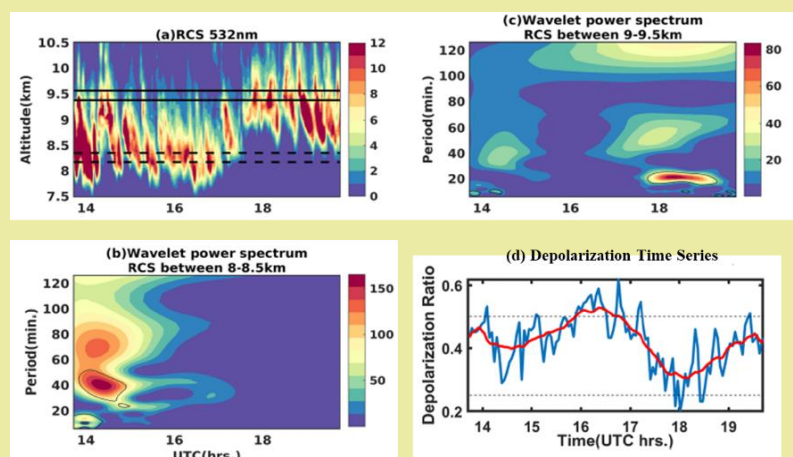 (a)RCS 532nm
10.5
10
9.5
9
8.5
8
7.5
Altitude(km)
14 16 18
12
10
8
6
4
2
0
(c)Wavelet power spectrum
RCS between 9-9.5km
120
100
80
60
40
20
Period(min.)
14 16 18
80
60
40
20
(b)Wavelet power spectrum
RCS between 8-8.5km
120
100
80
60
40
20
Period(min.)
14 16 18
UTC(hrs.)
150
100
50
(d) Depolarization Time Series
0.6
0.4
0.2
Depolarization Ratio
14 15 16 17 18 19
Time(UTC hrs.)